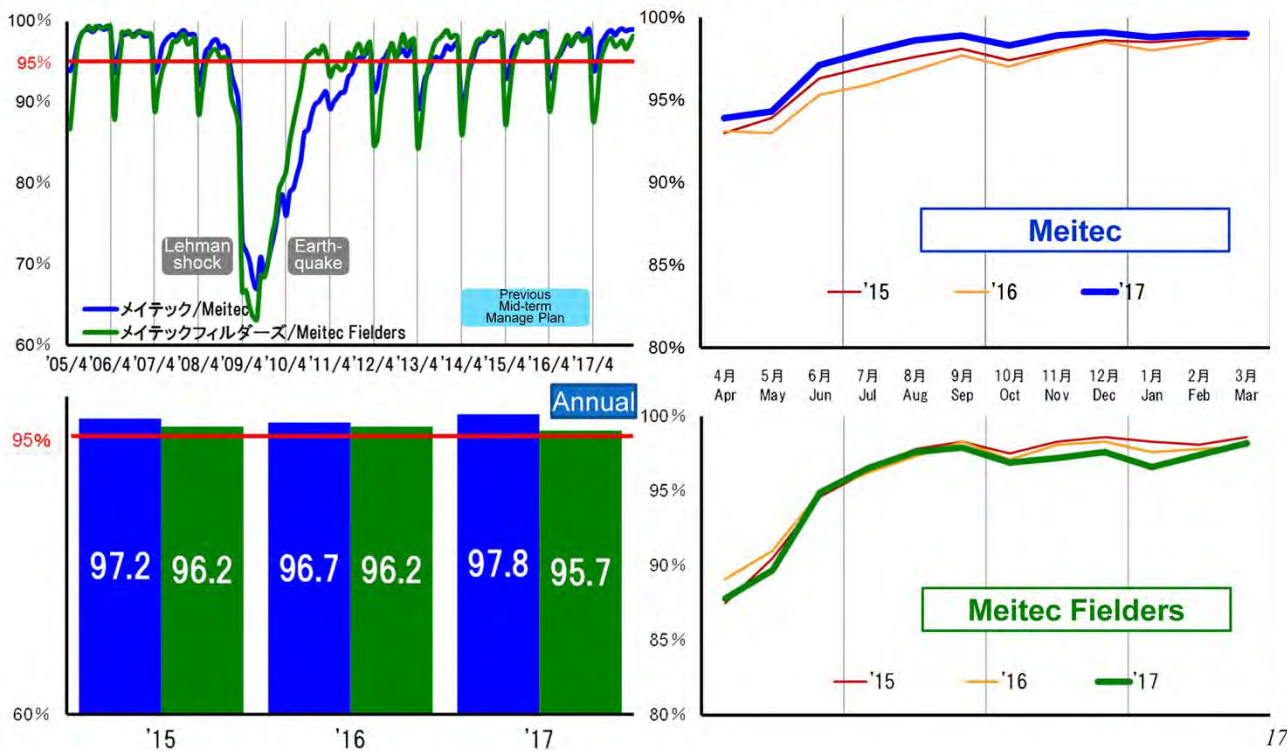 100%
95%
90%
80%
70%
60%
Lehman
shock
Earth-
quake
Previous
Mid-term
Manage Plan
メイテック/Meitec
メイテックフィルダーズ/Meitec Fielders
'05/4'06/4'07/4'08/4'09/4'10/4'11/4'12/4'13/4'14/4'15/4'16/4'17/4
100%
95%
90%
85%
80%
Meitec
'15 '16 '17
4月 5月 6月 7月 8月 9月 10月 11月 12月 1月 2月 3月
Apr May Jun Jul Aug Sep Oct Nov Dec Jan Feb Mar
Annual
95%
97.2 96.2 96.7 96.2 97.8 95.7
60%
'15 '16 '17
100%
95%
90%
85%
80%
Meitec Fielders
'15 '16 '17
17